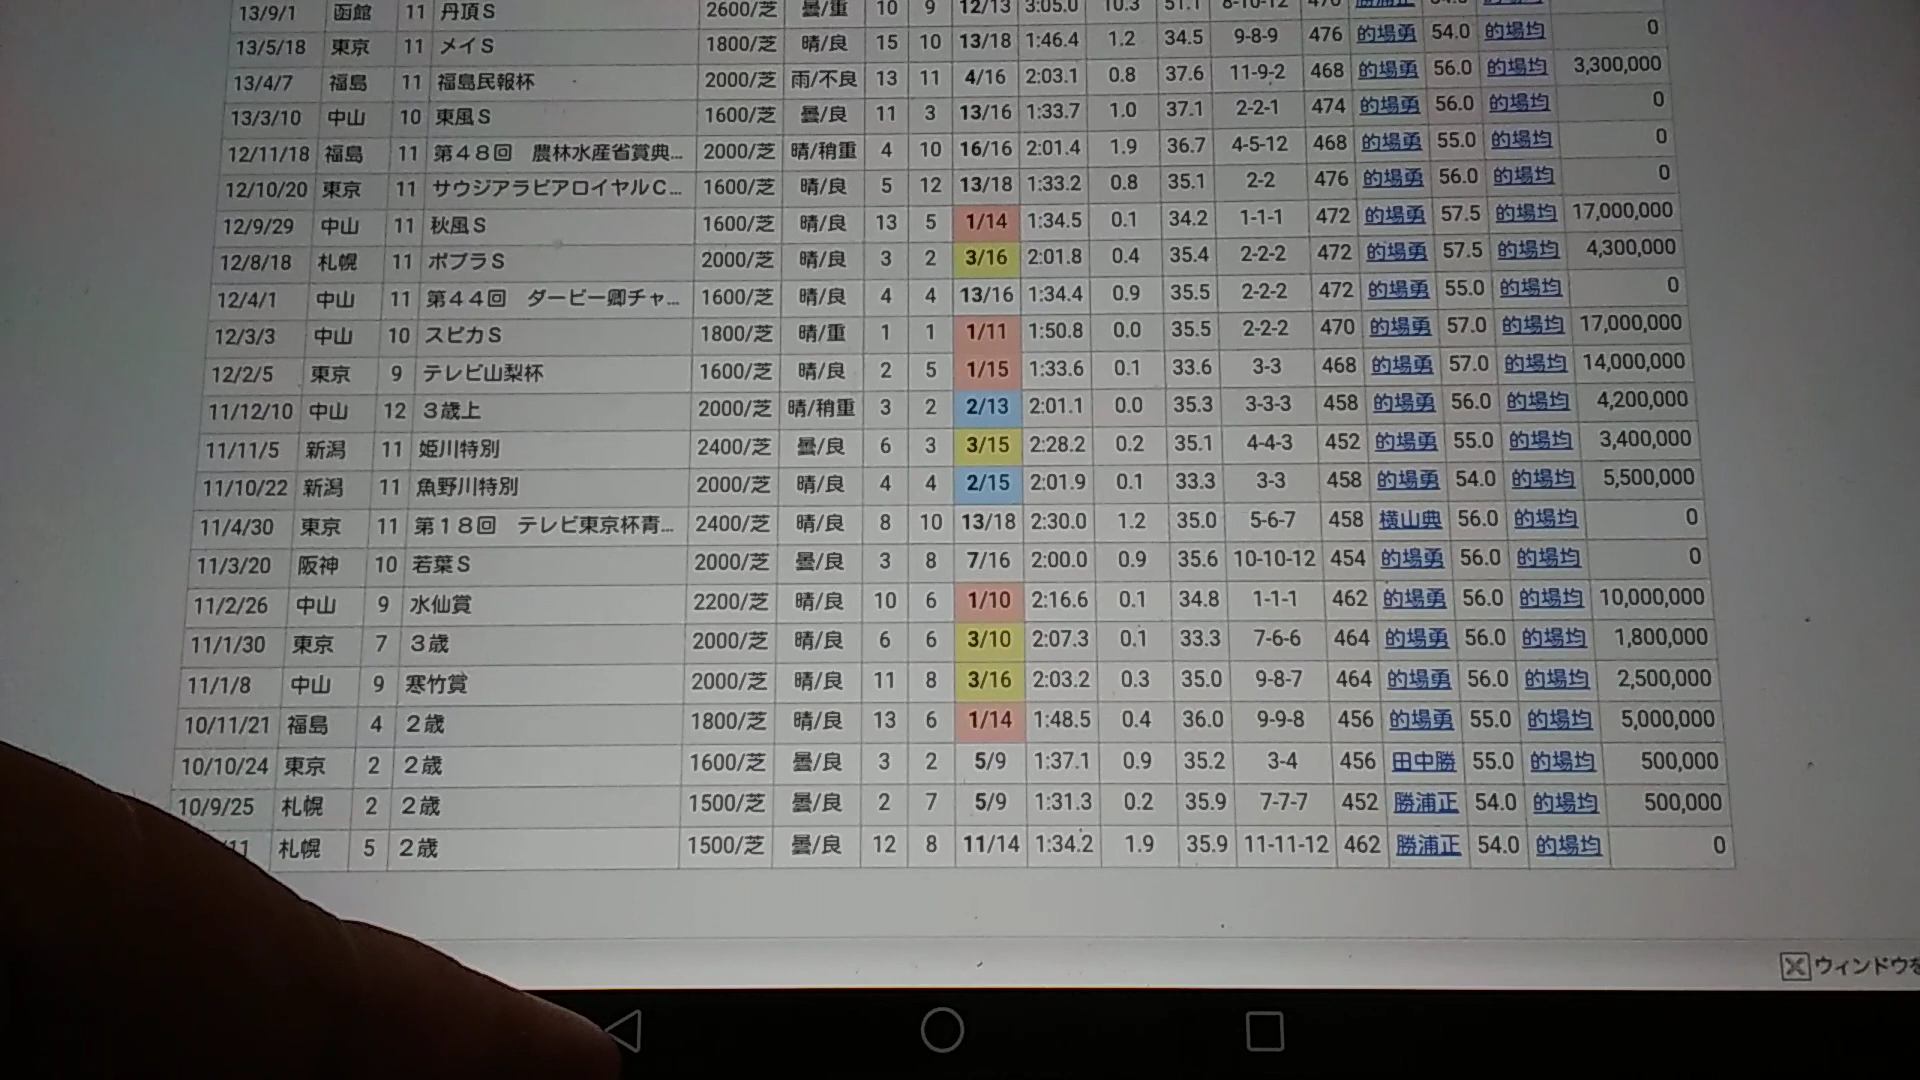 13/9/1 函館 11 丹頂S 2600/芝 曇/重 10 9 12/13 3:05.0 10.3 51.1 8-10-12
13/5/18 東京 11 メイS 1800/芝 晴/良 15 10 13/18 1:46.4 1.2 34.5 9-8-9 476 的場勇 54.0 的場均 0
13/4/7 福島 11 福島民報杯 2000/芝 雨/不良 13 11 4/16 2:03.1 0.8 37.6 11-9-2 468 的場勇 56.0 的場均 3,300,000
13/3/10 中山 10 東風S 1600/芝 曇/良 11 3 13/16 1:33.7 1.0 37.1 2-2-1 474 的場勇 56.0 的場均 0
12/11/18 福島 11 第48回 農林水産省賞典... 2000/芝 晴/稍重 4 10 16/16 2:01.4 1.9 36.7 4-5-12 468 的場勇 55.0 的場均 0
12/10/20 東京 11 サウジアラビアロイヤルC... 1600/芝 晴/良 5 12 13/18 1:33.2 0.8 35.1 2-2 476 的場勇 56.0 的場均 0
12/9/29 中山 11 秋風S 1600/芝 晴/良 13 5 1/14 1:34.5 0.1 34.2 1-1-1 472 的場勇 57.5 的場均 17,000,000
12/8/18 札幌 11 ポプラS 2000/芝 晴/良 3 2 3/16 2:01.8 0.4 35.4 2-2-2 472 的場勇 57.5 的場均 4,300,000
12/4/1 中山 11 第44回 ダービー卿チャ... 1600/芝 晴/良 4 4 13/16 1:34.4 0.9 35.5 2-2-2 472 的場勇 55.0 的場均 0
12/3/3 中山 10 スピカS 1800/芝 晴/重 1 1 1/11 1:50.8 0.0 35.5 2-2-2 470 的場勇 57.0 的場均 17,000,000
12/2/5 東京 9 テレビ山梨杯 1600/芝 晴/良 2 5 1/15 1:33.6 0.1 33.6 3-3 468 的場勇 57.0 的場均 14,000,000
11/12/10 中山 12 3歳上 2000/芝 晴/稍重 3 2 2/13 2:01.1 0.0 35.3 3-3-3 458 的場勇 56.0 的場均 4,200,000
11/11/5 新潟 11 姫川特別 2400/芝 曇/良 6 3 3/15 2:28.2 0.2 35.1 4-4-3 452 的場勇 55.0 的場均 3,400,000
11/10/22 新潟 11 魚野川特別 2000/芝 晴/良 4 4 2/15 2:01.9 0.1 33.3 3-3 458 的場勇 54.0 的場均 5,500,000
11/4/30 東京 11 第18回 テレビ東京杯青... 2400/芝 晴/良 8 10 13/18 2:30.0 1.2 35.0 5-6-7 458 横山典 56.0 的場均 0
11/3/20 阪神 10 若葉S 2000/芝 曇/良 3 8 7/16 2:00.0 0.9 35.6 10-10-12 454 的場勇 56.0 的場均 0
11/2/26 中山 9 水仙賞 2200/芝 晴/良 10 6 1/10 2:16.6 0.1 34.8 1-1-1 462 的場勇 56.0 的場均 10,000,000
11/1/30 東京 7 3歳 2000/芝 晴/良 6 6 3/10 2:07.3 0.1 33.3 7-6-6 464 的場勇 56.0 的場均 1,800,000
11/1/8 中山 9 寒竹賞 2000/芝 晴/良 11 8 3/16 2:03.2 0.3 35.0 9-8-7 464 的場勇 56.0 的場均 2,500,000
10/11/21 福島 4 2歳 1800/芝 晴/良 13 6 1/14 1:48.5 0.4 36.0 9-9-8 456 的場勇 55.0 的場均 5,000,000
10/10/24 東京 2 2歳 1600/芝 曇/良 3 2 5/9 1:37.1 0.9 35.2 3-4 456 田中勝 55.0 的場均 500,000
10/9/25 札幌 2 2歳 1500/芝 曇/良 2 7 5/9 1:31.3 0.2 35.9 7-7-7 452 勝浦正 54.0 的場均 500,000
/11 札幌 5 2歳 1500/芝 曇/良 12 8 11/14 1:34.2 1.9 35.9 11-11-12 462 勝浦正 54.0 的場均 0
ウィンドウを